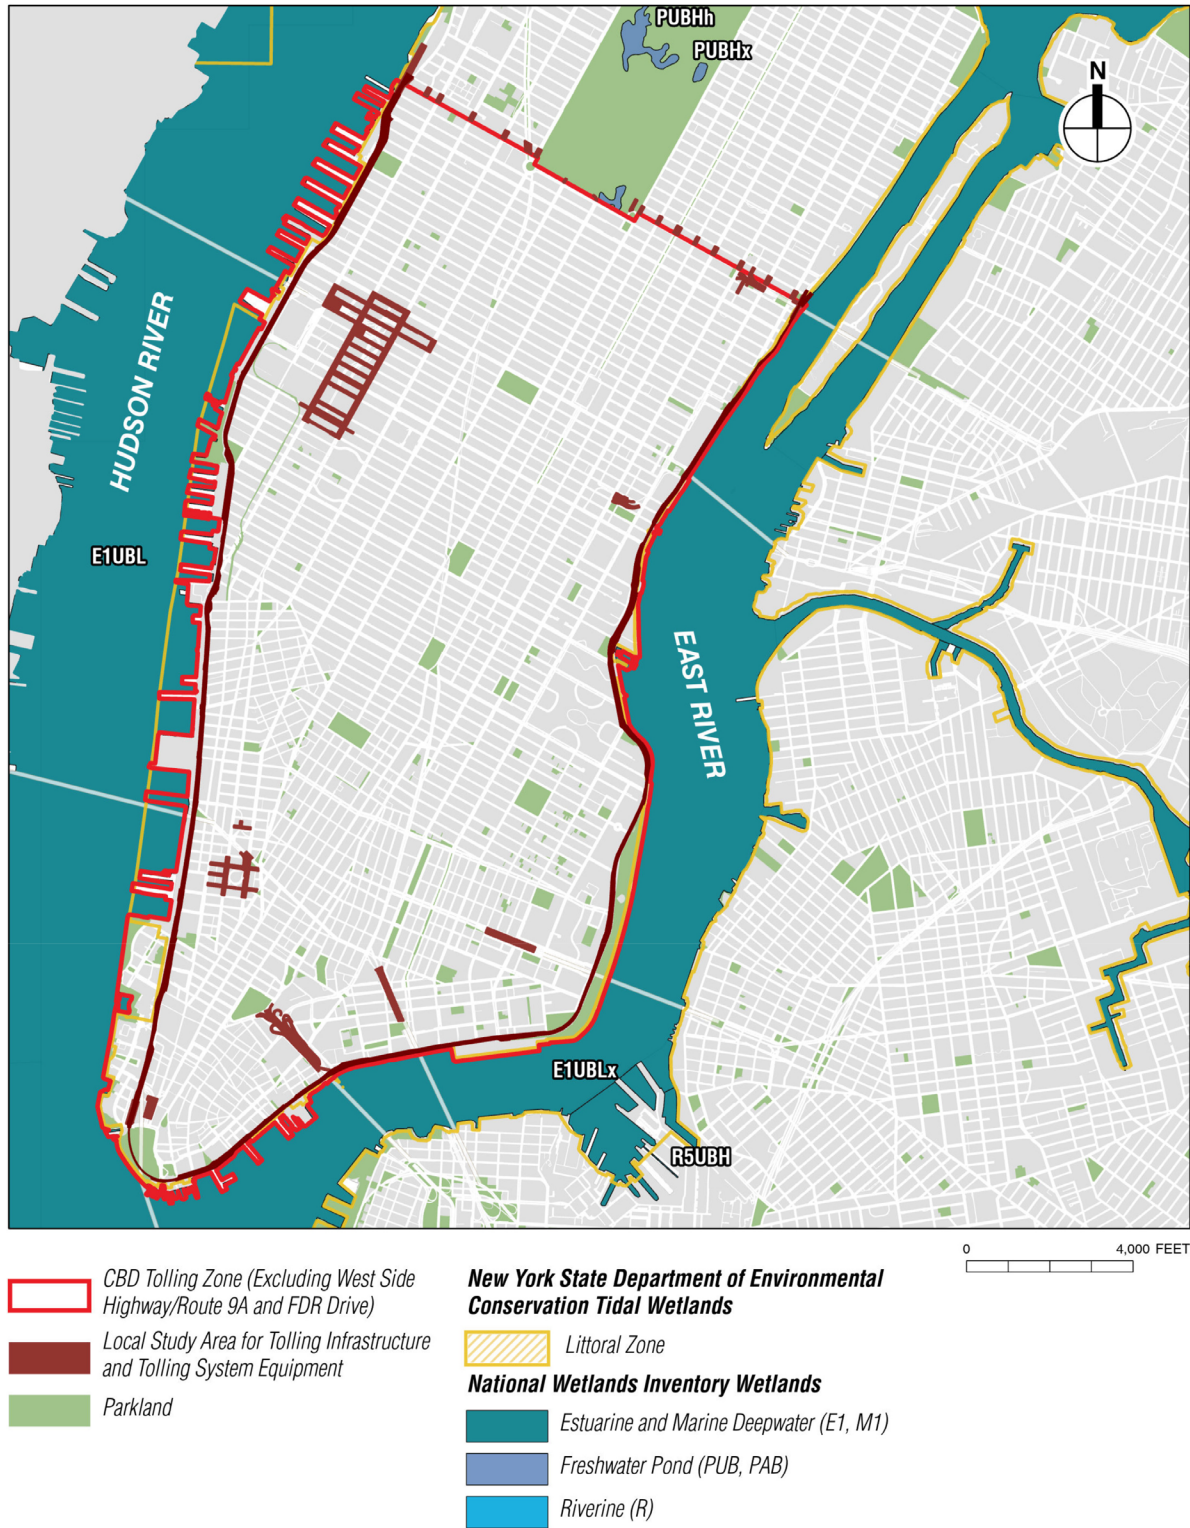 PUBHh
PUBHx
N
HUDSON RIVER
E1UBL
EAST RIVER
E1UBLx
R5UBH
0 4,000 FEET
CBD Tolling Zone (Excluding West Side
Highway/Route 9A and FDR Drive)
Local Study Area for Tolling Infrastructure
and Tolling System Equipment
Parkland
New York State Department of Environmental
Conservation Tidal Wetlands
Littoral Zone
National Wetlands Inventory Wetlands
Estuarine and Marine Deepwater (E1, M1)
Freshwater Pond (PUB, PAB)
Riverine (R)